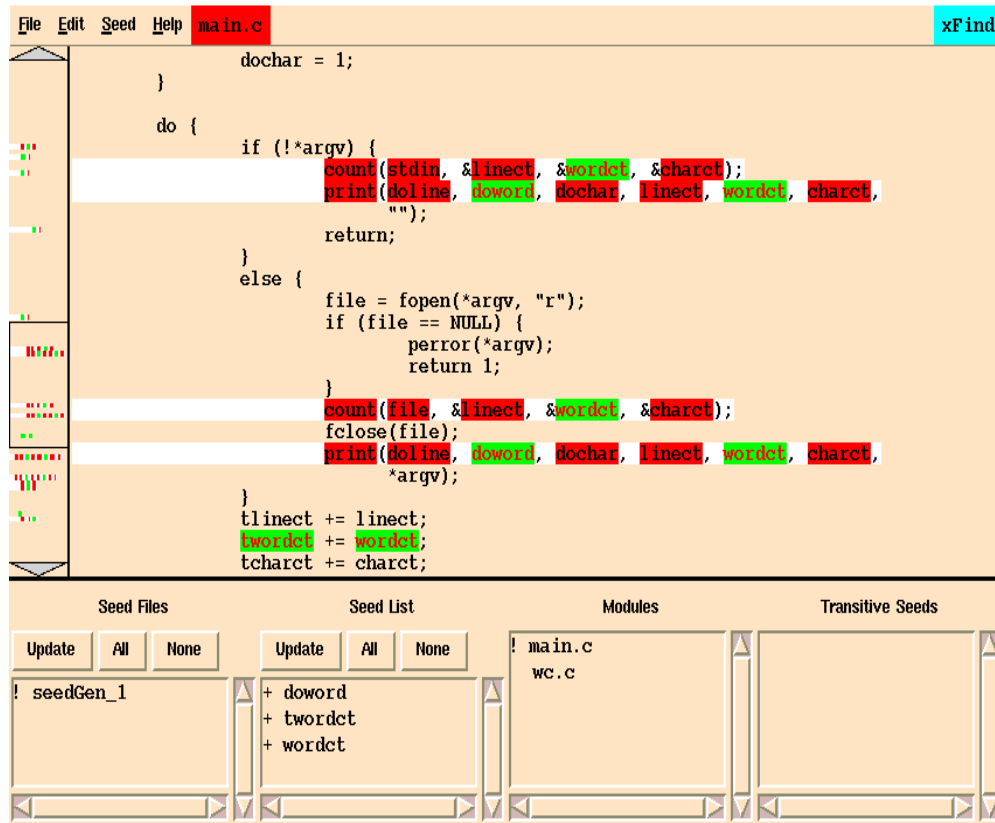 File Edit Seed Help main.c xFind
dochar = 1;
}
do {
if (!*argv) {
count(stdin, &linect, &wordct, &charct);
print(doline, doword, dochar, linect, wordct, charct,
"");
return;
}
else {
file = fopen(*argv, "r");
if (file == NULL) {
perror(*argv);
return 1;
}
count(file, &linect, &wordct, &charct);
fclose(file);
print(doline, doword, dochar, linect, wordct, charct,
*argv);
}
tlinect += linect;
twordct += wordct;
tcharct += charct;
Seed Files
Update All None
! seedGen_1
Seed List
Update All None
+ doword
+ twordct
+ wordct
Modules
! main.c
wc.c
Transitive Seeds